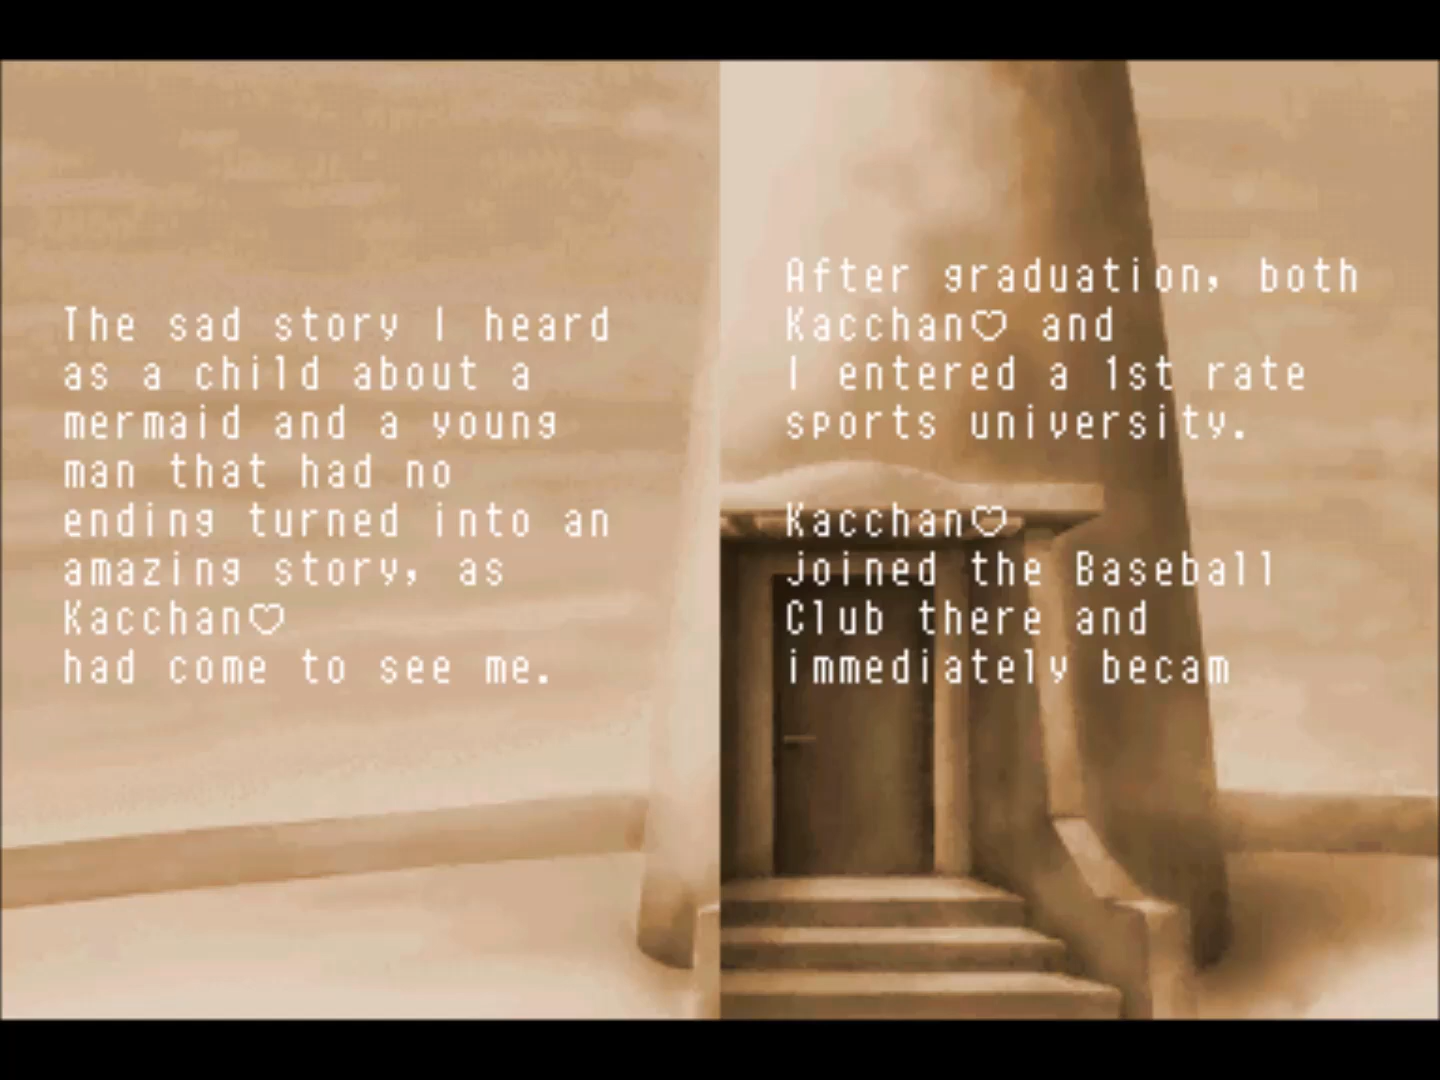 The sad story I heard
as a child about a
mermaid and a young
man that had no
ending turned into an
amazing story, as
Kacchan♡
had come to see me.
After graduation, both
Kacchan♡ and
I entered a 1st rate
sports university.
Kacchan♡
joined the Baseball
Club there and
immediately becam